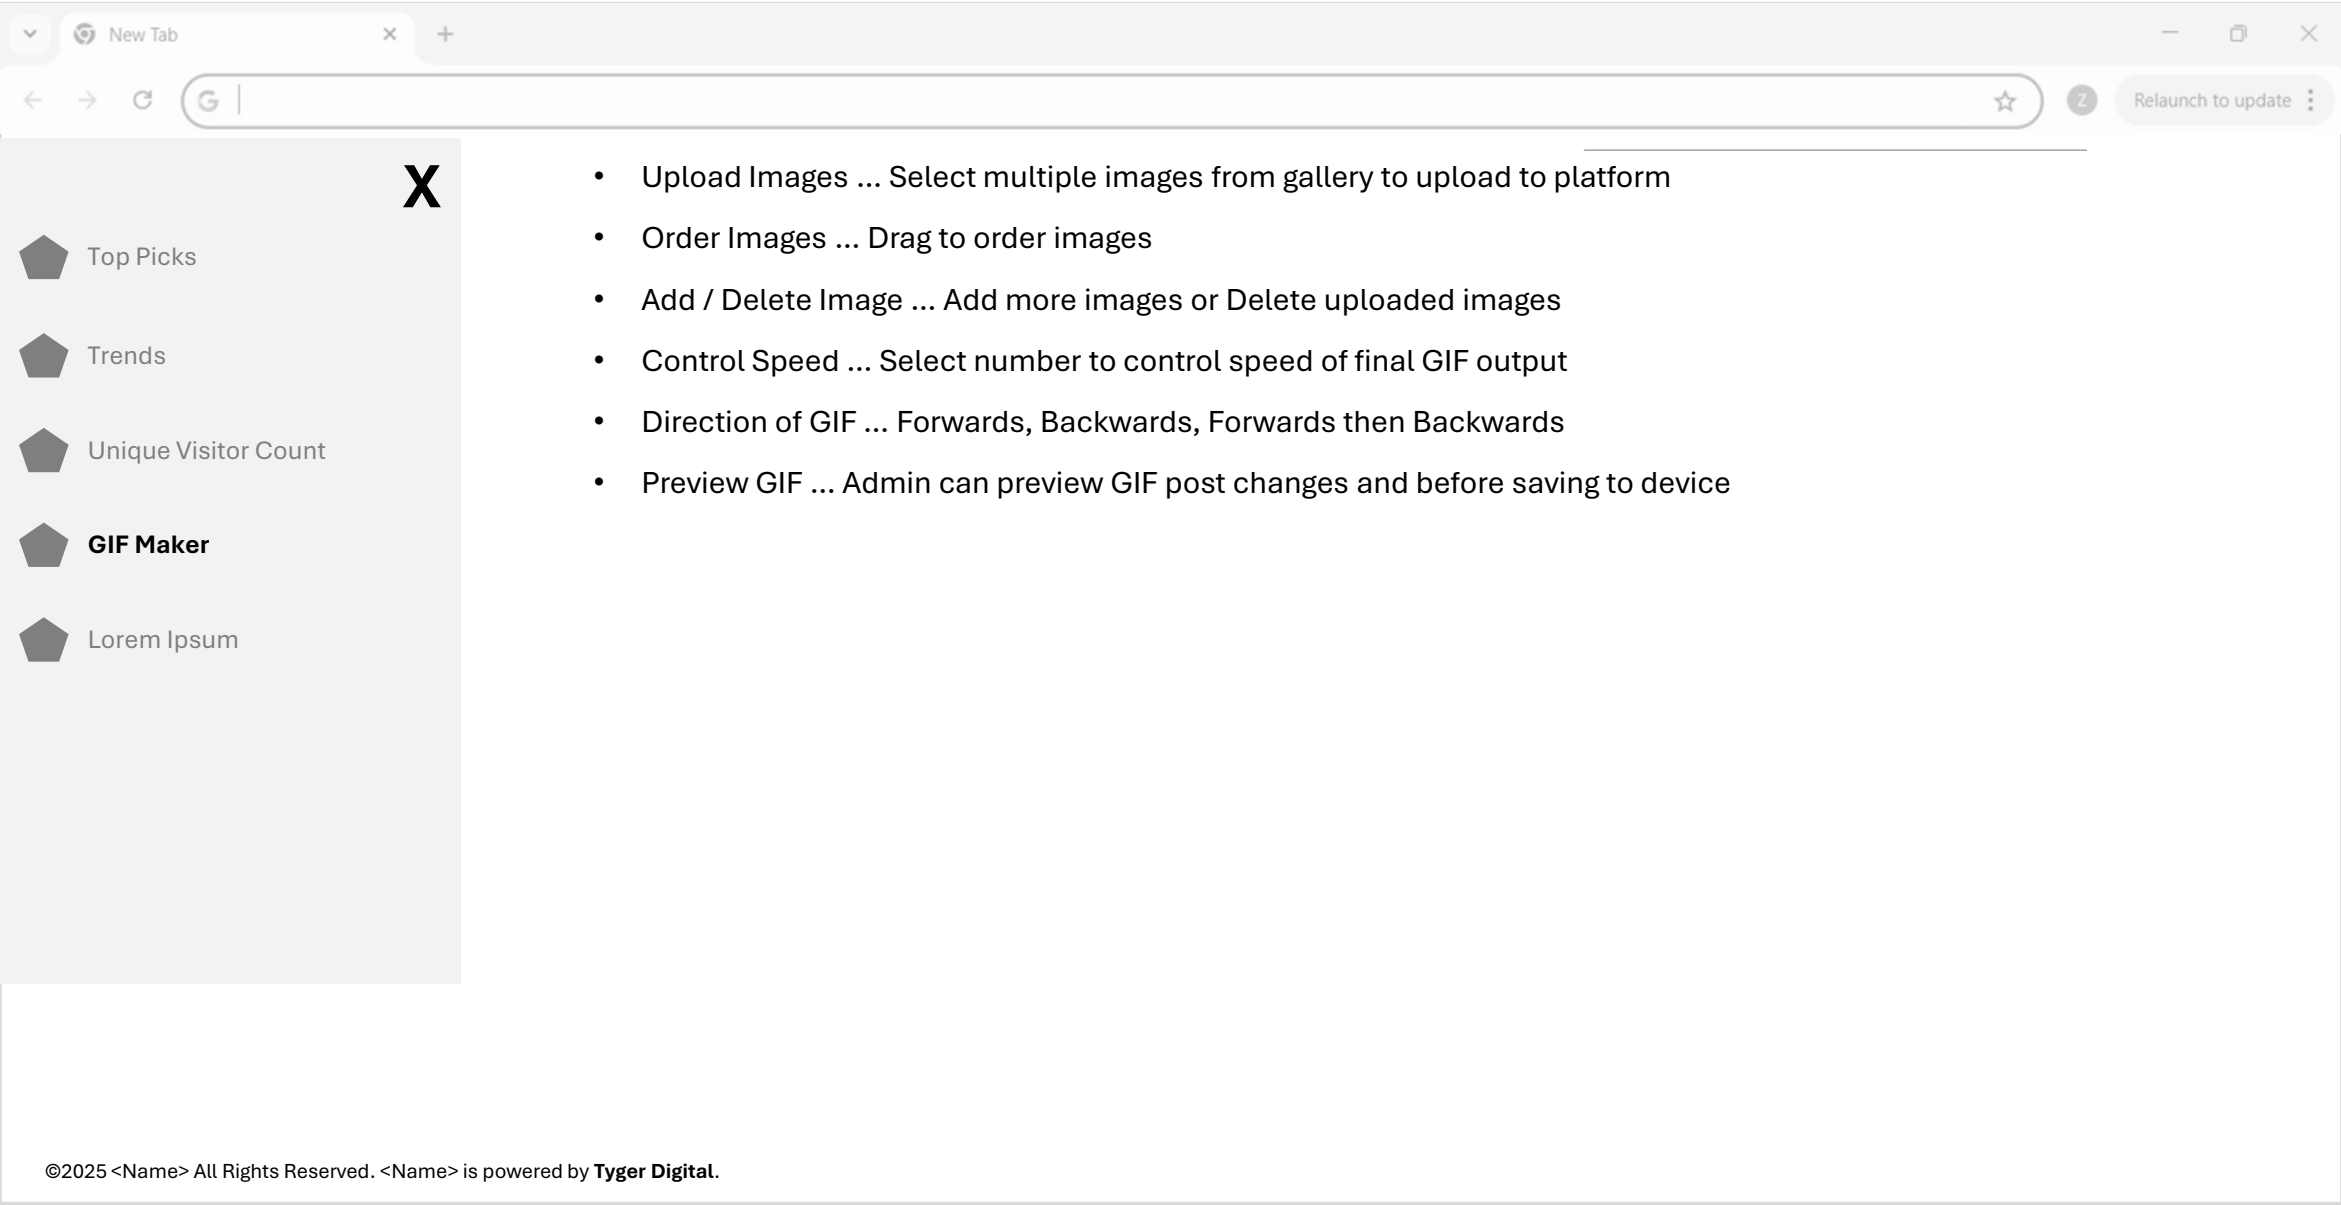 New Tab
G
Z
Relaunch to update
X
Top Picks
Trends
Unique Visitor Count
GIF Maker
Lorem Ipsum
• Upload Images ... Select multiple images from gallery to upload to platform
• Order Images ... Drag to order images
• Add / Delete Image ... Add more images or Delete uploaded images
• Control Speed ... Select number to control speed of final GIF output
• Direction of GIF ... Forwards, Backwards, Forwards then Backwards
• Preview GIF ... Admin can preview GIF post changes and before saving to device
©2025 <Name> All Rights Reserved. <Name> is powered by Tyger Digital.